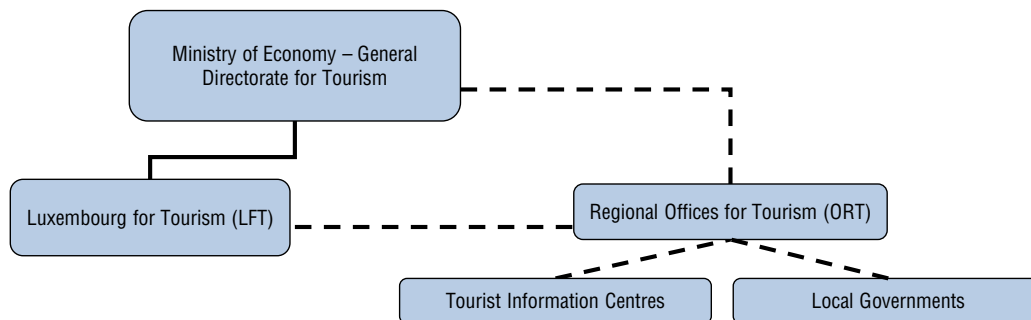 Ministry of Economy – General
Directorate for Tourism
Luxembourg for Tourism (LFT)
Regional Offices for Tourism (ORT)
Tourist Information Centres
Local Governments